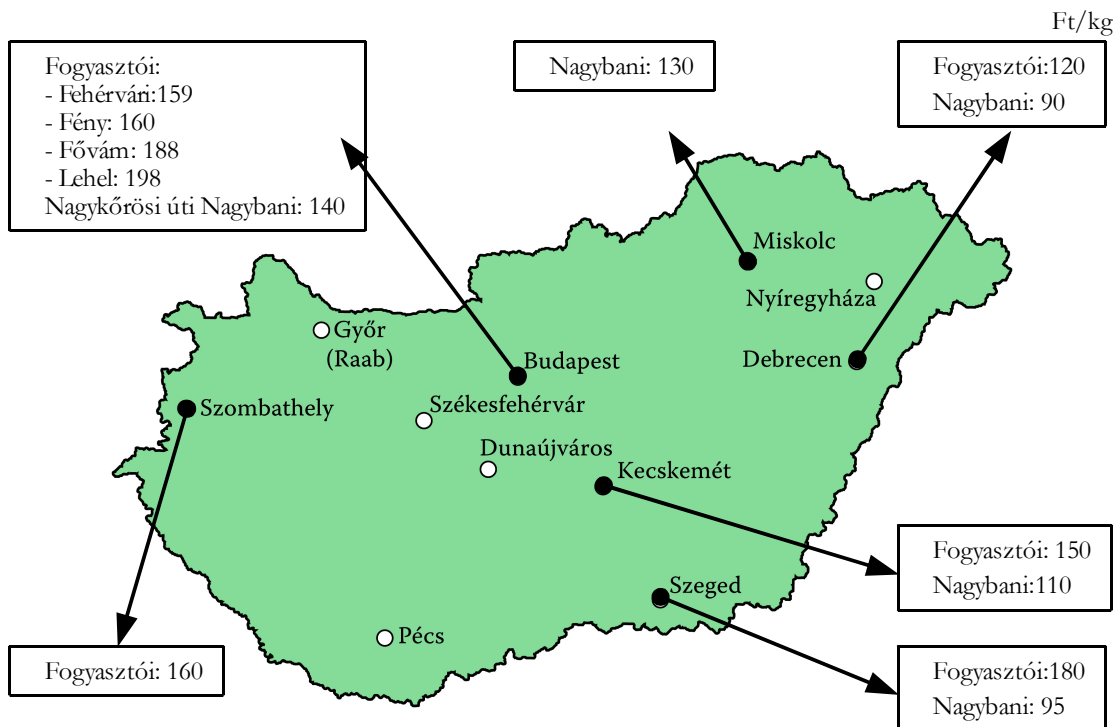 Ft/kg
Fogyasztói:
- Fehérvári:159
- Fény: 160
- Fővám: 188
- Lehel: 198
Nagykőrösi úti Nagybani: 140
Nagybani: 130
Fogyasztói:120
Nagybani: 90
Miskolc
Nyíregyháza
Győr
(Raab)
Budapest
Debrecen
Szombathely
Székesfehérvár
Dunaújváros
Kecskemét
Fogyasztói: 150
Nagybani:110
Szeged
Pécs
Fogyasztói: 160
Fogyasztói:180
Nagybani: 95